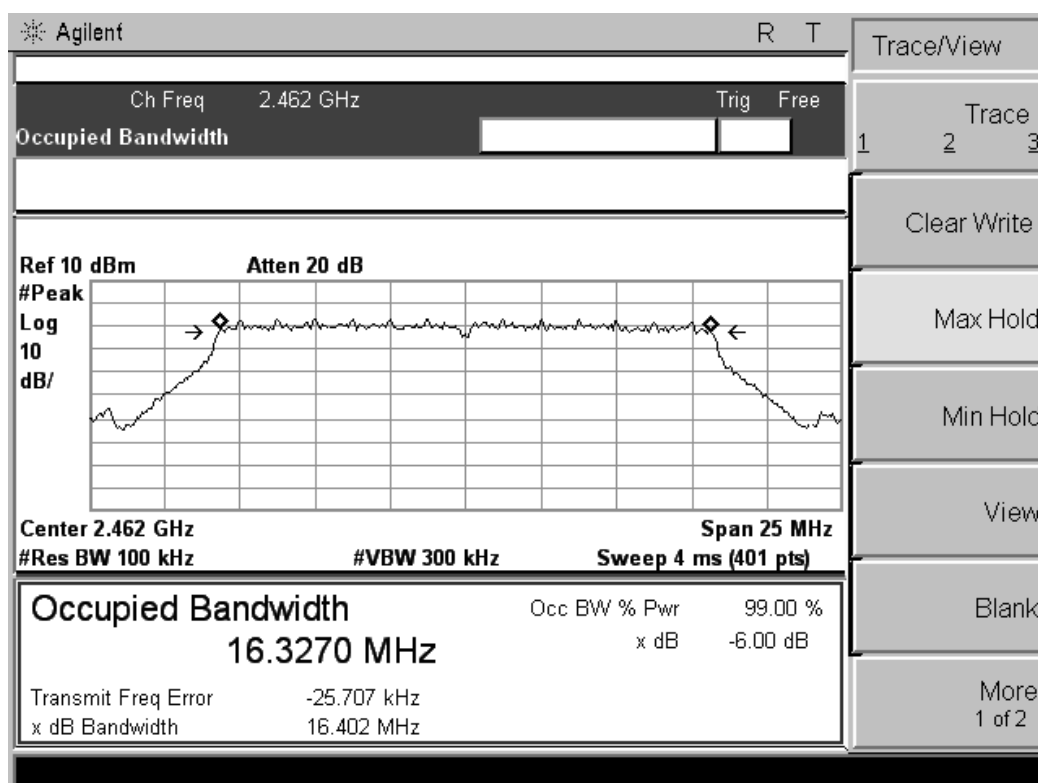 Agilent R T
Trace/View
Ch Freq 2.462 GHz Trig Free
Occupied Bandwidth
Trace
1 2 3
Clear Write
Ref 10 dBm Atten 20 dB
#Peak
Log
10
dB/
Max Hold
Min Hold
View
Center 2.462 GHz Span 25 MHz
#Res BW 100 kHz #VBW 300 kHz Sweep 4 ms (401 pts)
Occupied Bandwidth
16.3270 MHz
Occ BW % Pwr 99.00 %
x dB -6.00 dB
Transmit Freq Error -25.707 kHz
x dB Bandwidth 16.402 MHz
Blank
More
1 of 2